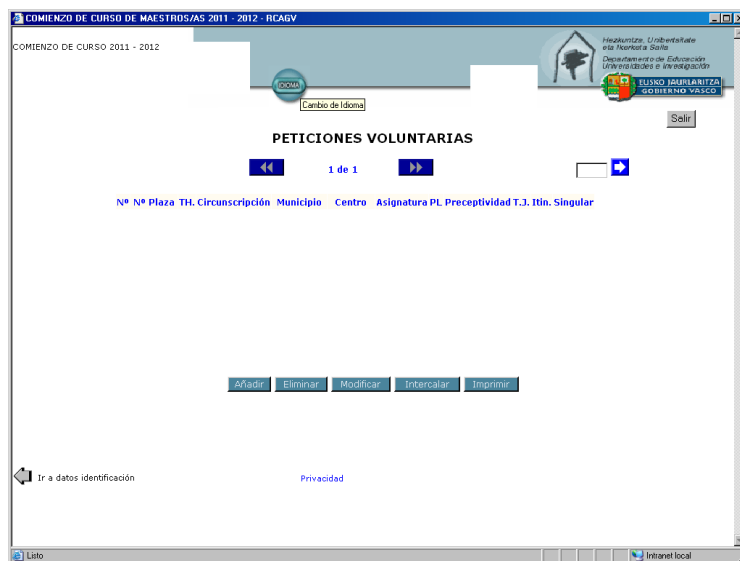 COMIENZO DE CURSO DE MAESTROS/AS 2011 - 2012 - RCAGV
COMIENZO DE CURSO 2011 - 2012
Hezkuntza, Unibertsitate
eta Ikerketa Saila
Departamento de Educación
Universidades e Investigación
EUSKO JAURLARITZA
GOBIERNO VASCO
IDIOMA
Cambio de Idioma
Salir
PETICIONES VOLUNTARIAS
1 de 1
Nº Nº Plaza TH. Circunscripción Municipio Centro Asignatura PL Preceptividad T.J. Itin. Singular
Añadir Eliminar Modificar Intercalar Imprimir
Ir a datos identificación
Privacidad
Listo
Intranet local